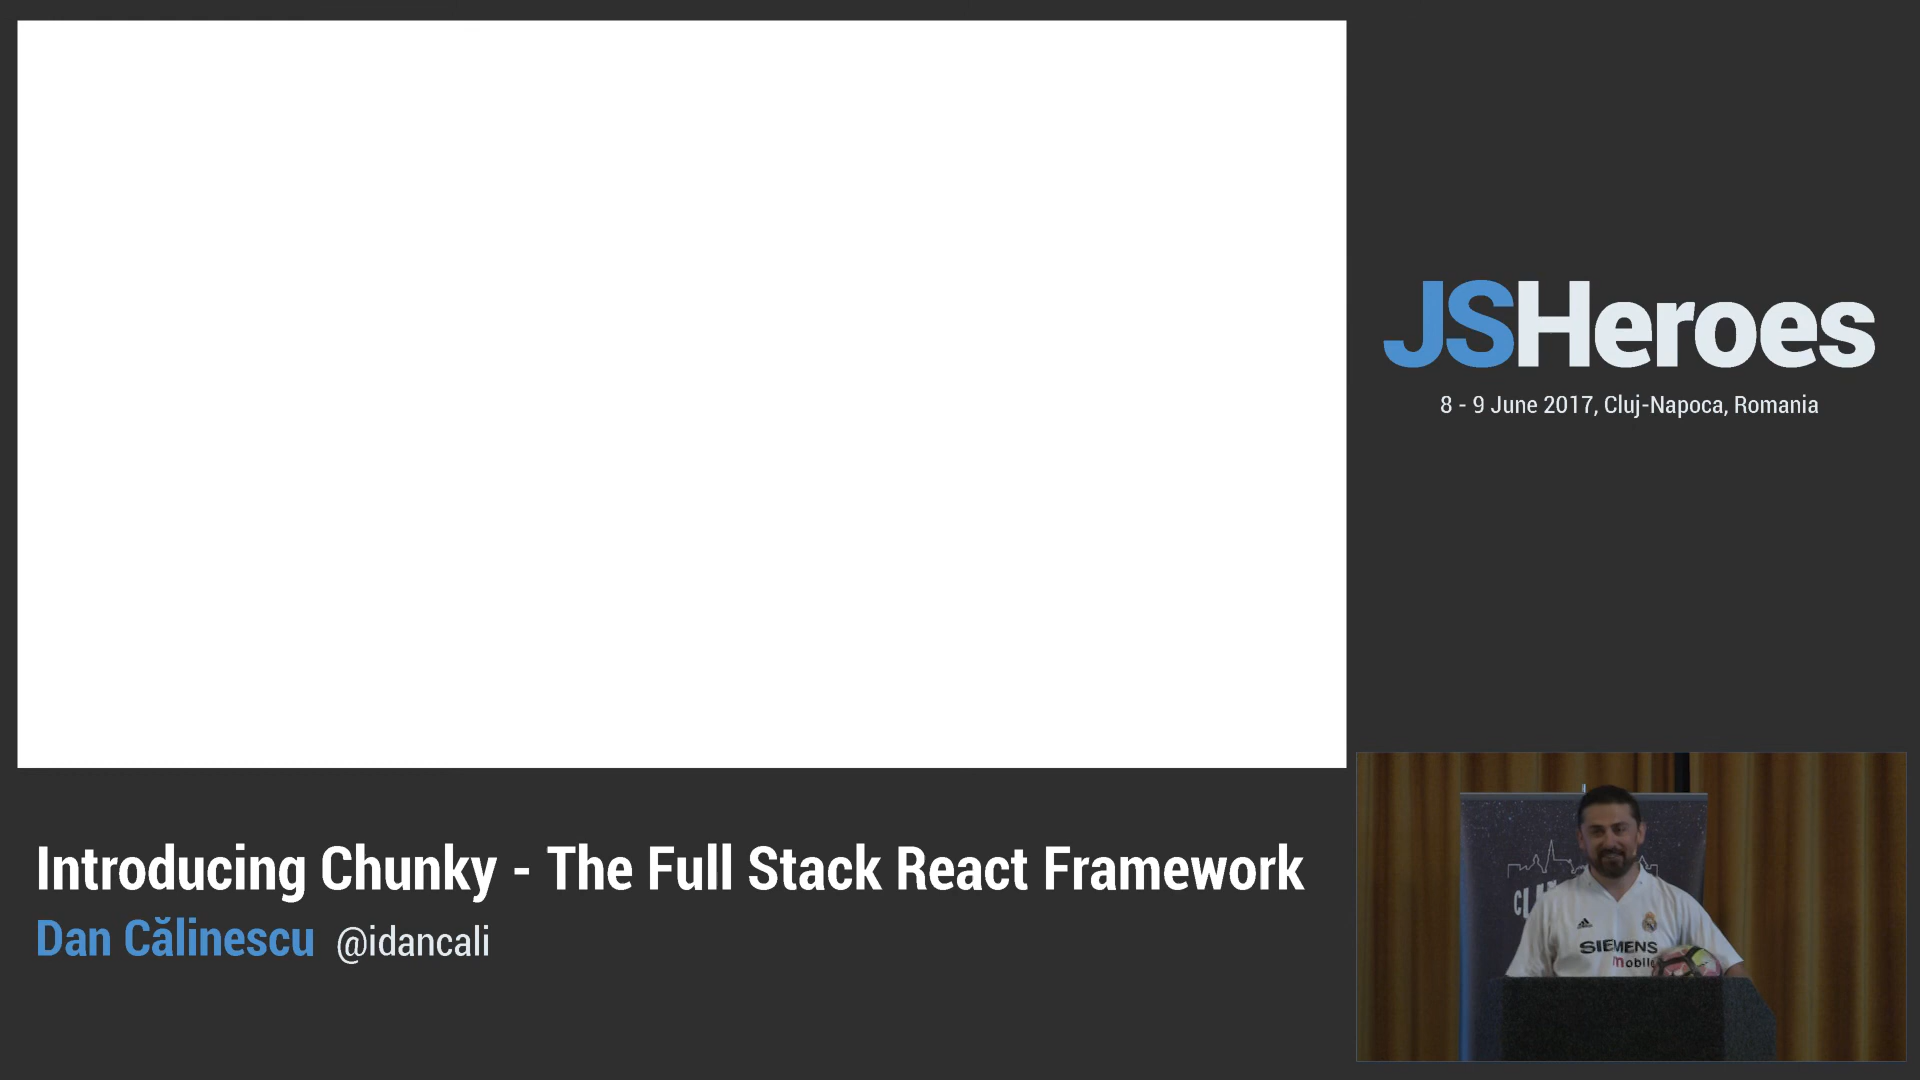 JSHeroes
8 - 9 June 2017, Cluj-Napoca, Romania
Introducing Chunky - The Full Stack React Framework
Dan Călinescu @idancali
SIEMENS